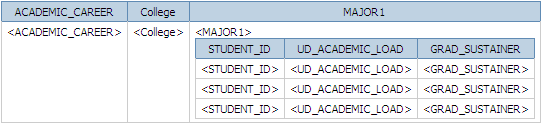 ACADEMIC_CAREER College MAJOR1
<ACADEMIC_CAREER> <College> <MAJOR1>
STUDENT_ID UD_ACADEMIC_LOAD GRAD_SUSTAINER
<STUDENT_ID> <UD_ACADEMIC_LOAD> <GRAD_SUSTAINER>
<STUDENT_ID> <UD_ACADEMIC_LOAD> <GRAD_SUSTAINER>
<STUDENT_ID> <UD_ACADEMIC_LOAD> <GRAD_SUSTAINER>